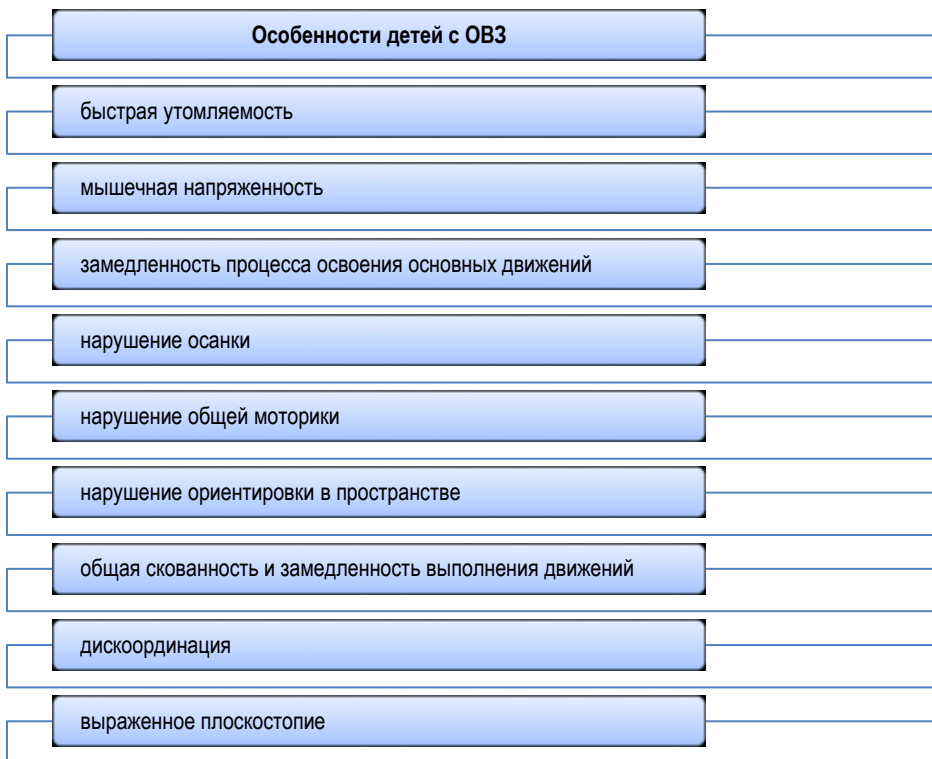 Особенности детей с ОВЗ
быстрая утомляемость
мышечная напряженность
замедленность процесса освоения основных движений
нарушение осанки
нарушение общей моторики
нарушение ориентировки в пространстве
общая скованность и замедленность выполнения движений
дискоординация
выраженное плоскостопие